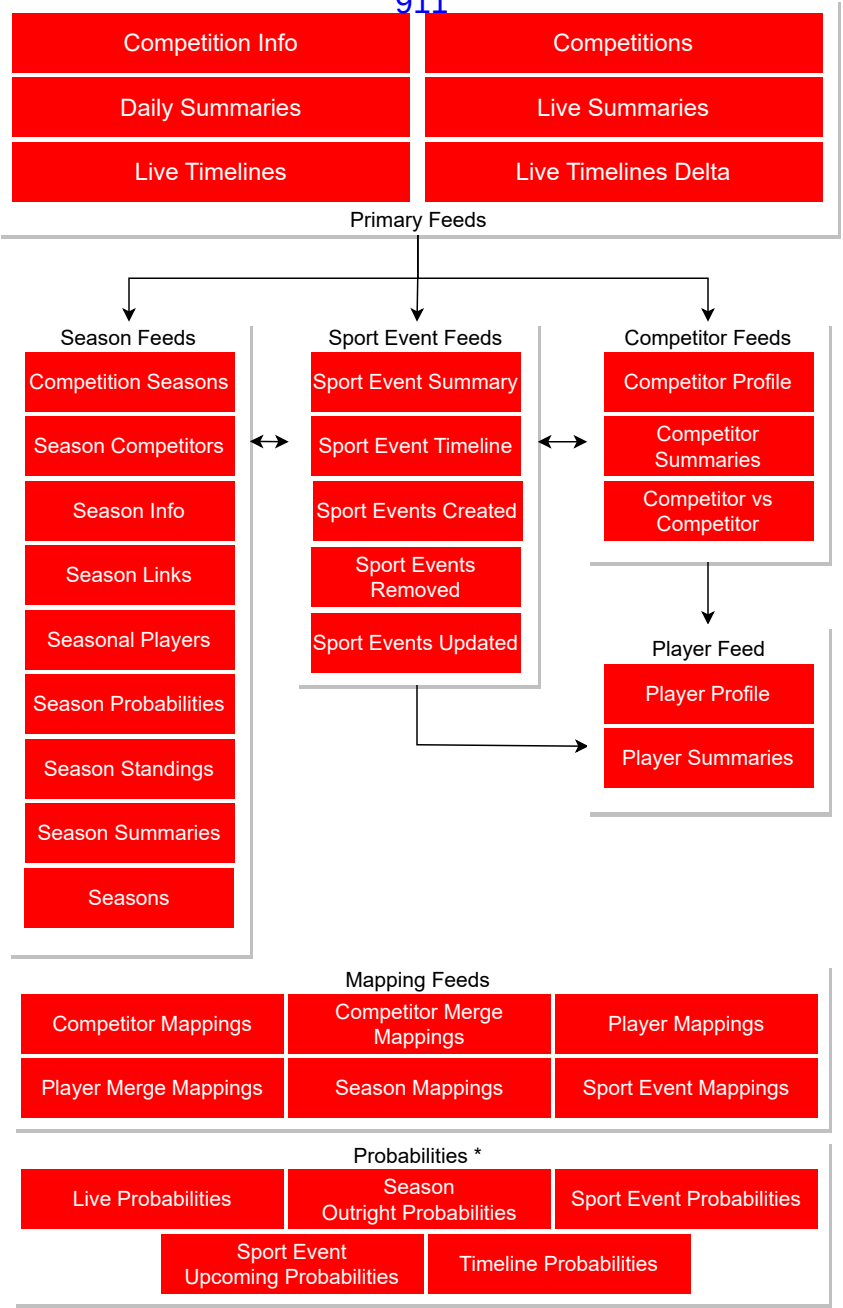 911
Competition Info
Competitions
Daily Summaries
Live Summaries
Live Timelines
Live Timelines Delta
Primary Feeds
Season Feeds
Competition Seasons
Season Competitors
Season Info
Season Links
Seasonal Players
Season Probabilities
Season Standings
Season Summaries
Seasons
Sport Event Feeds
Sport Event Summary
Sport Event Timeline
Sport Events Created
Sport Events
Removed
Sport Events Updated
Competitor Feeds
Competitor Profile
Competitor
Summaries
Competitor vs
Competitor
Player Feed
Player Profile
Player Summaries
Mapping Feeds
Competitor Mappings
Competitor Merge
Mappings
Player Mappings
Player Merge Mappings
Season Mappings
Sport Event Mappings
Probabilities *
Live Probabilities
Season
Outright Probabilities
Sport Event Probabilities
Sport Event
Upcoming Probabilities
Timeline Probabilities